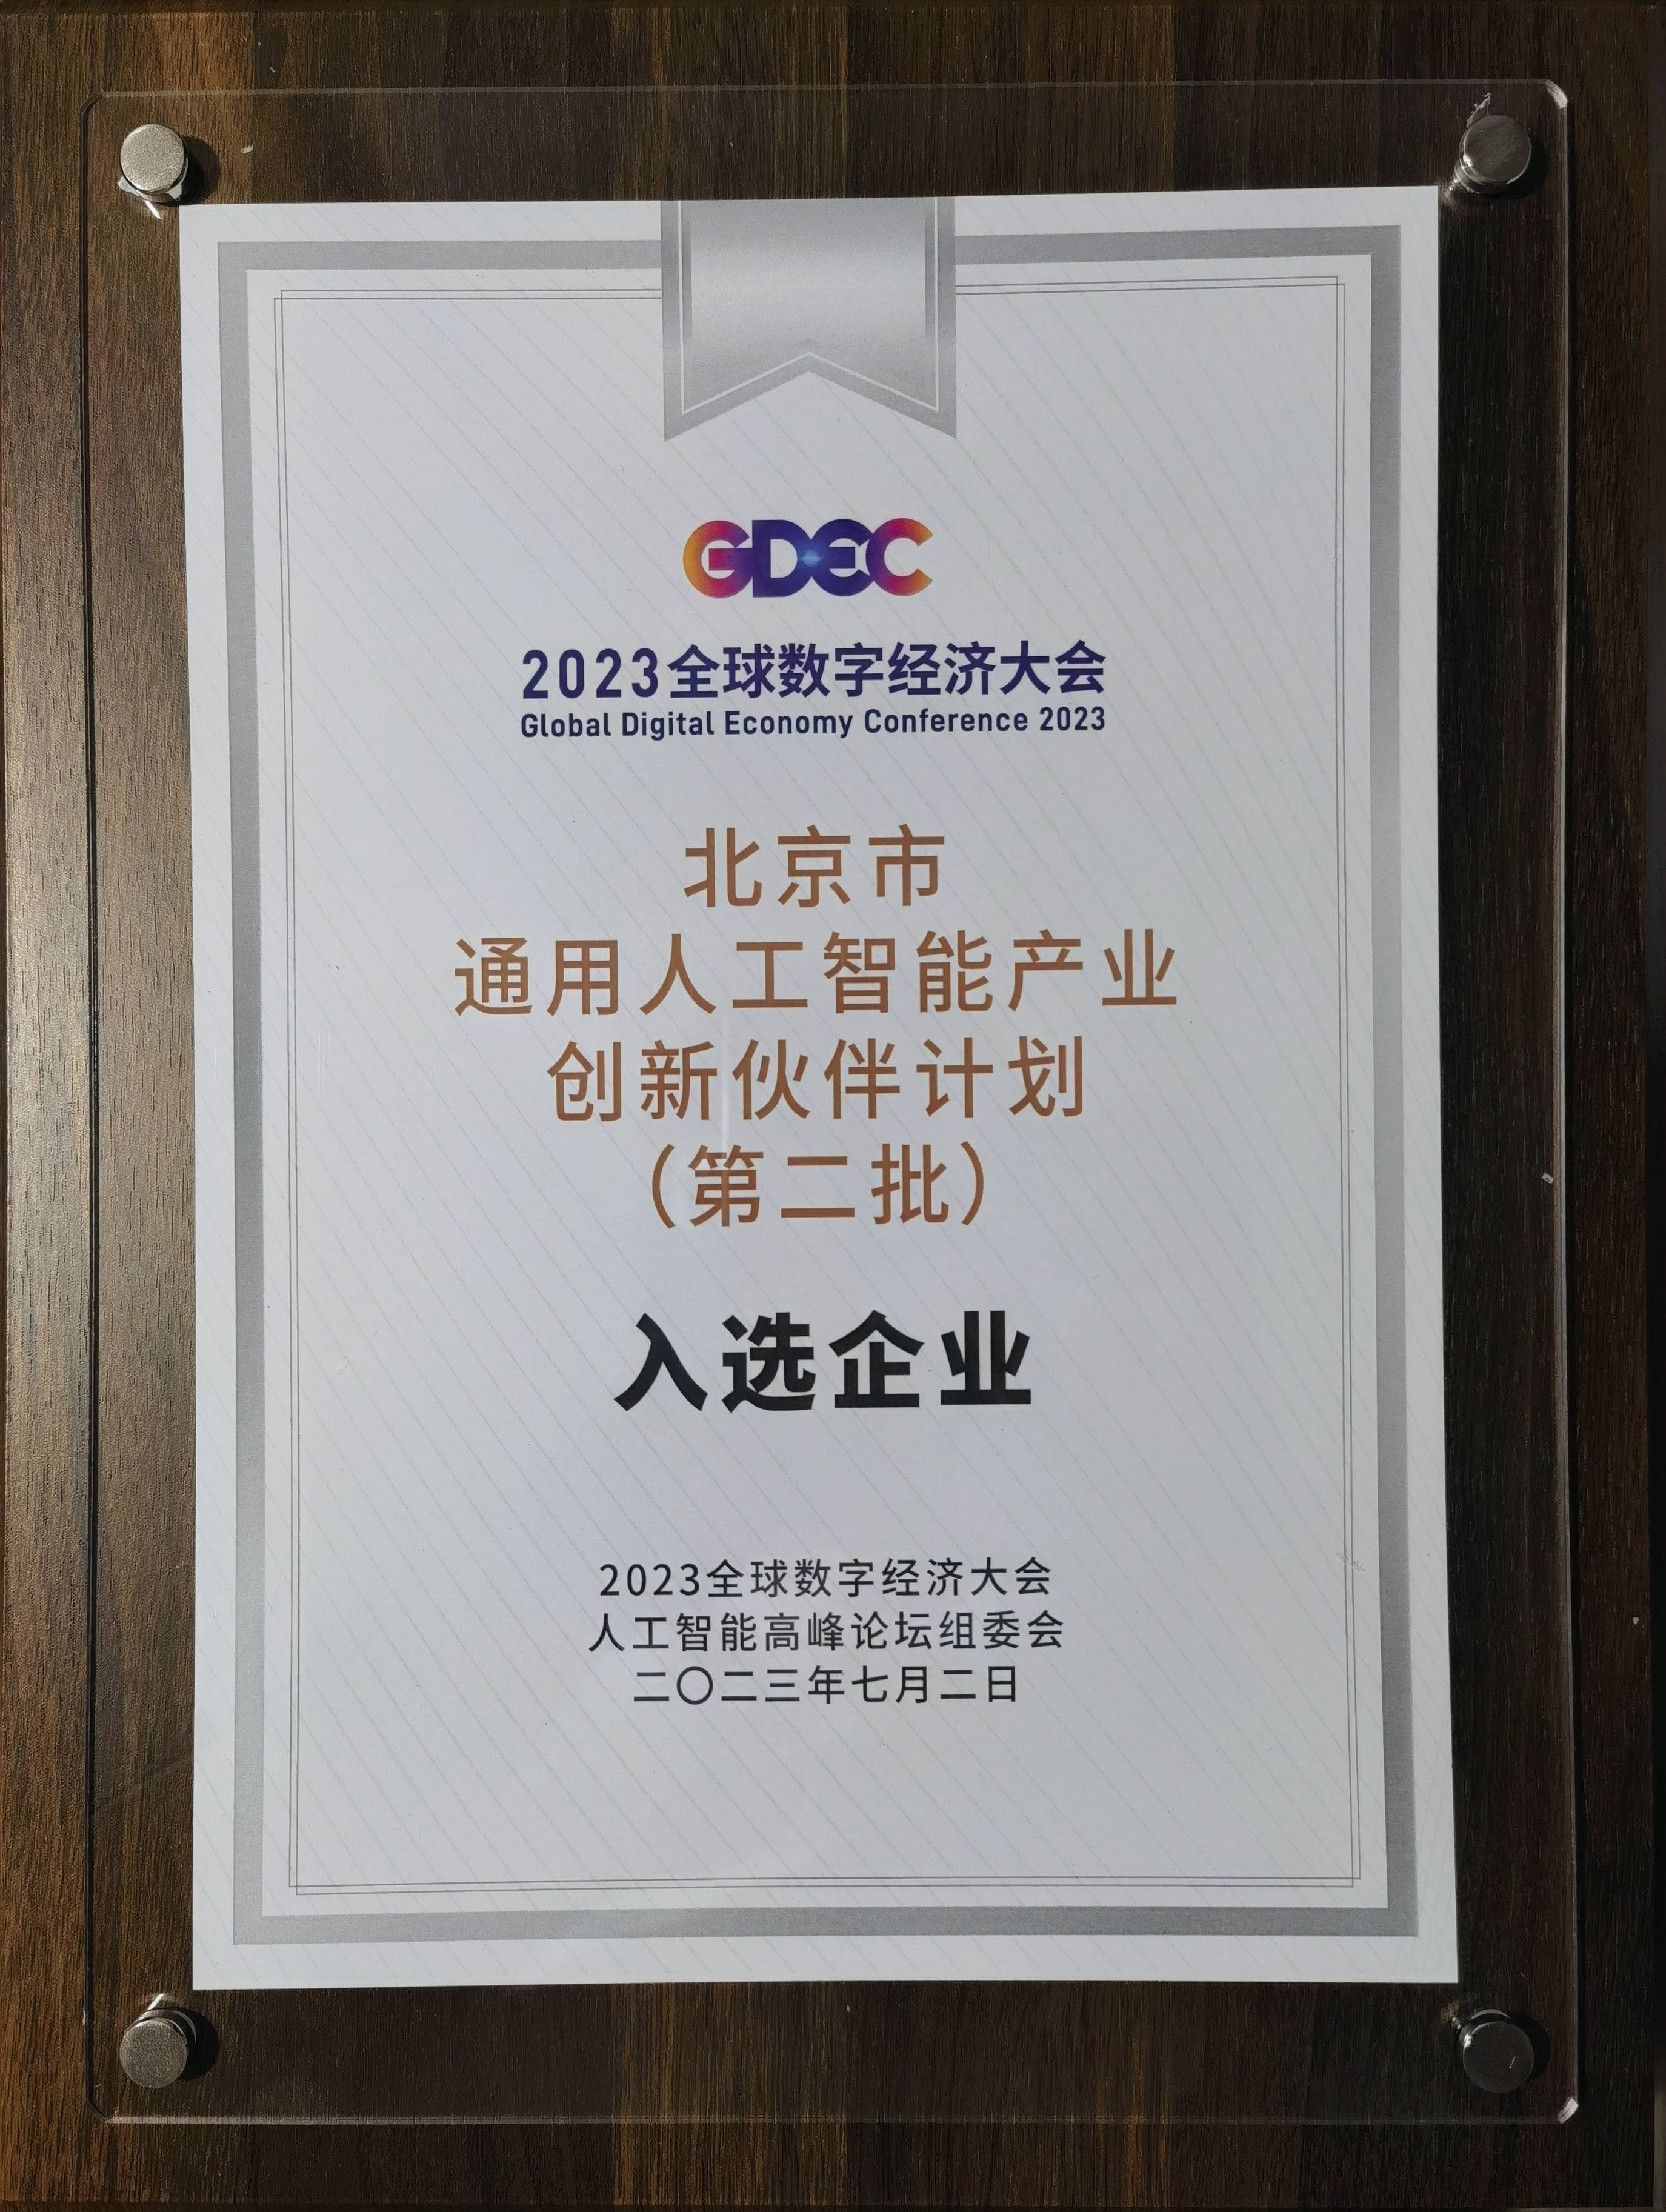 GDEC
2023全球数字经济大会
Global Digital Economy Conference 2023
北京市
通用人工智能产业
创新伙伴计划
（第二批）
入选企业
2023全球数字经济大会
人工智能高峰论坛组委会
二〇二三年七月二日